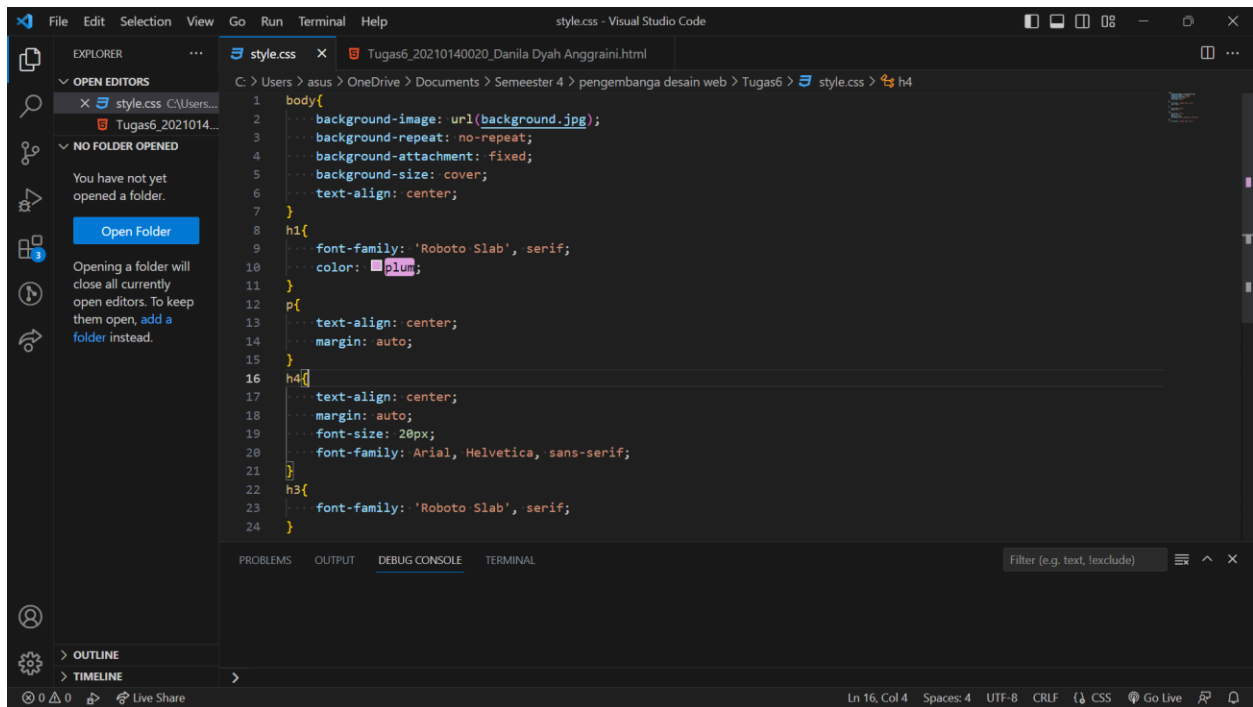 File Edit Selection View Go Run Terminal Help style.css - Visual Studio Code
EXPLORER ...
OPEN EDITORS
style.css C:\Users...
Tugas6_2021014...
NO FOLDER OPENED
You have not yet
opened a folder.
Open Folder
Opening a folder will
close all currently
open editors. To keep
them open, add a
folder instead.
OUTLINE
TIMELINE
style.css Tugas6_20210140020_Danila Dyah Anggraini.html
C: > Users > asus > OneDrive > Documents > Semeester 4 > pengembanga desain web > Tugas6 > style.css > h4
1 body{
2 background-image: url(background.jpg);
3 background-repeat: no-repeat;
4 background-attachment: fixed;
5 background-size: cover;
6 text-align: center;
7 }
8 h1{
9 font-family: 'Roboto Slab', serif;
10 color: plum;
11 }
12 p{
13 text-align: center;
14 margin: auto;
15 }
16 h4{
17 text-align: center;
18 margin: auto;
19 font-size: 20px;
20 font-family: Arial, Helvetica, sans-serif;
21 }
22 h3{
23 font-family: 'Roboto Slab', serif;
24 }
PROBLEMS OUTPUT DEBUG CONSOLE TERMINAL Filter (e.g. text, !exclude)
3
0 0 Live Share Ln 16, Col 4 Spaces: 4 UTF-8 CRLF CSS Go Live